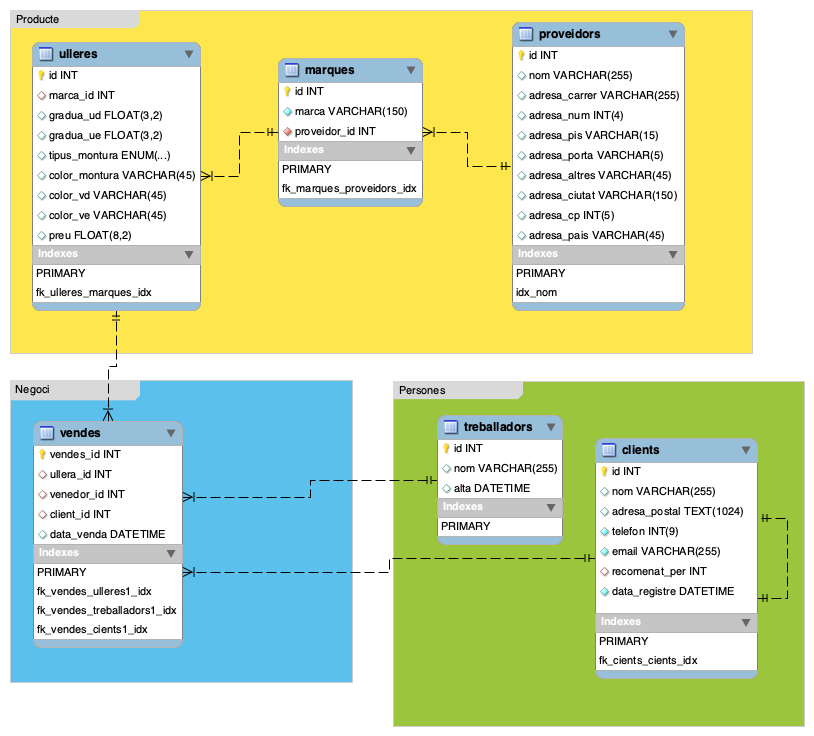 Producte
ulleres
id INT
marca_id INT
gradua_ud FLOAT(3,2)
gradua_ue FLOAT(3,2)
tipus_montura ENUM(...)
color_montura VARCHAR(45)
color_vd VARCHAR(45)
color_ve VARCHAR(45)
preu FLOAT(8,2)
Indexes
PRIMARY
fk_ulleres_marques_idx
marques
id INT
marca VARCHAR(150)
proveidor_id INT
Indexes
PRIMARY
fk_marques_proveidors_idx
proveidors
id INT
nom VARCHAR(255)
adresa_carrer VARCHAR(255)
adresa_num INT(4)
adresa_pis VARCHAR(15)
adresa_porta VARCHAR(5)
adresa_altres VARCHAR(45)
adresa_ciutat VARCHAR(150)
adresa_cp INT(5)
adresa_pais VARCHAR(45)
Indexes
PRIMARY
idx_nom
Negoci
vendes
vendes_id INT
ullera_id INT
venedor_id INT
client_id INT
data_venda DATETIME
Indexes
PRIMARY
fk_vendes_ulleres1_idx
fk_vendes_treballadors1_idx
fk_vendes_cients1_idx
Persones
treballadors
id INT
nom VARCHAR(255)
alta DATETIME
Indexes
PRIMARY
clients
id INT
nom VARCHAR(255)
adresa_postal TEXT(1024)
telefon INT(9)
email VARCHAR(255)
recomenat_per INT
data_registre DATETIME
Indexes
PRIMARY
fk_cients_cients_idx